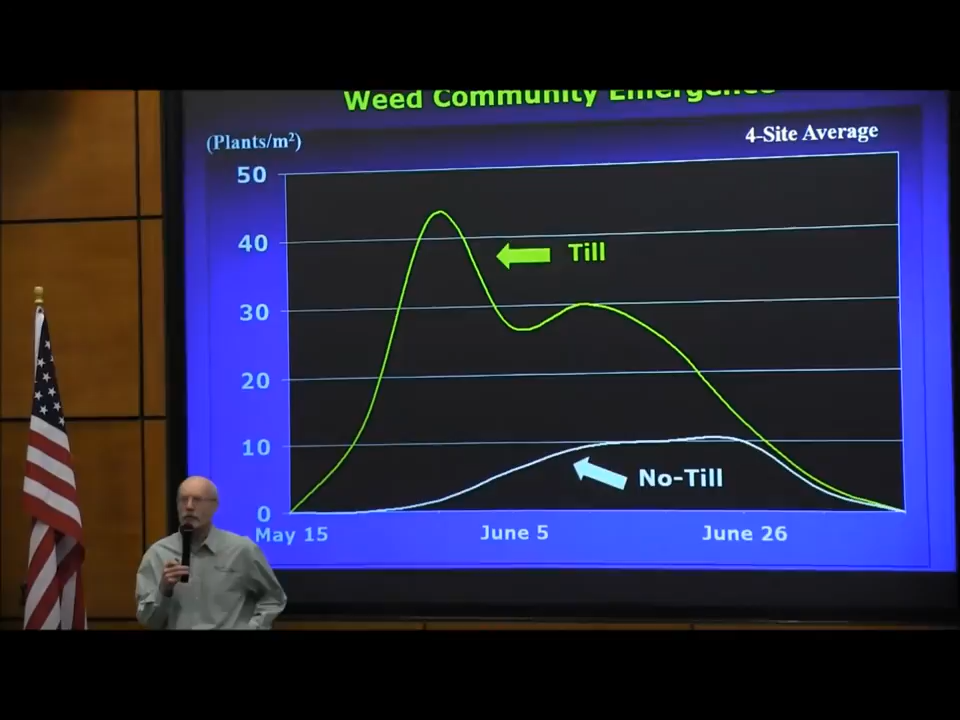 Weed Community Emergence
(Plants/m²)
4-Site Average
50
40
Till
30
20
10
No-Till
0
May 15
June 5
June 26